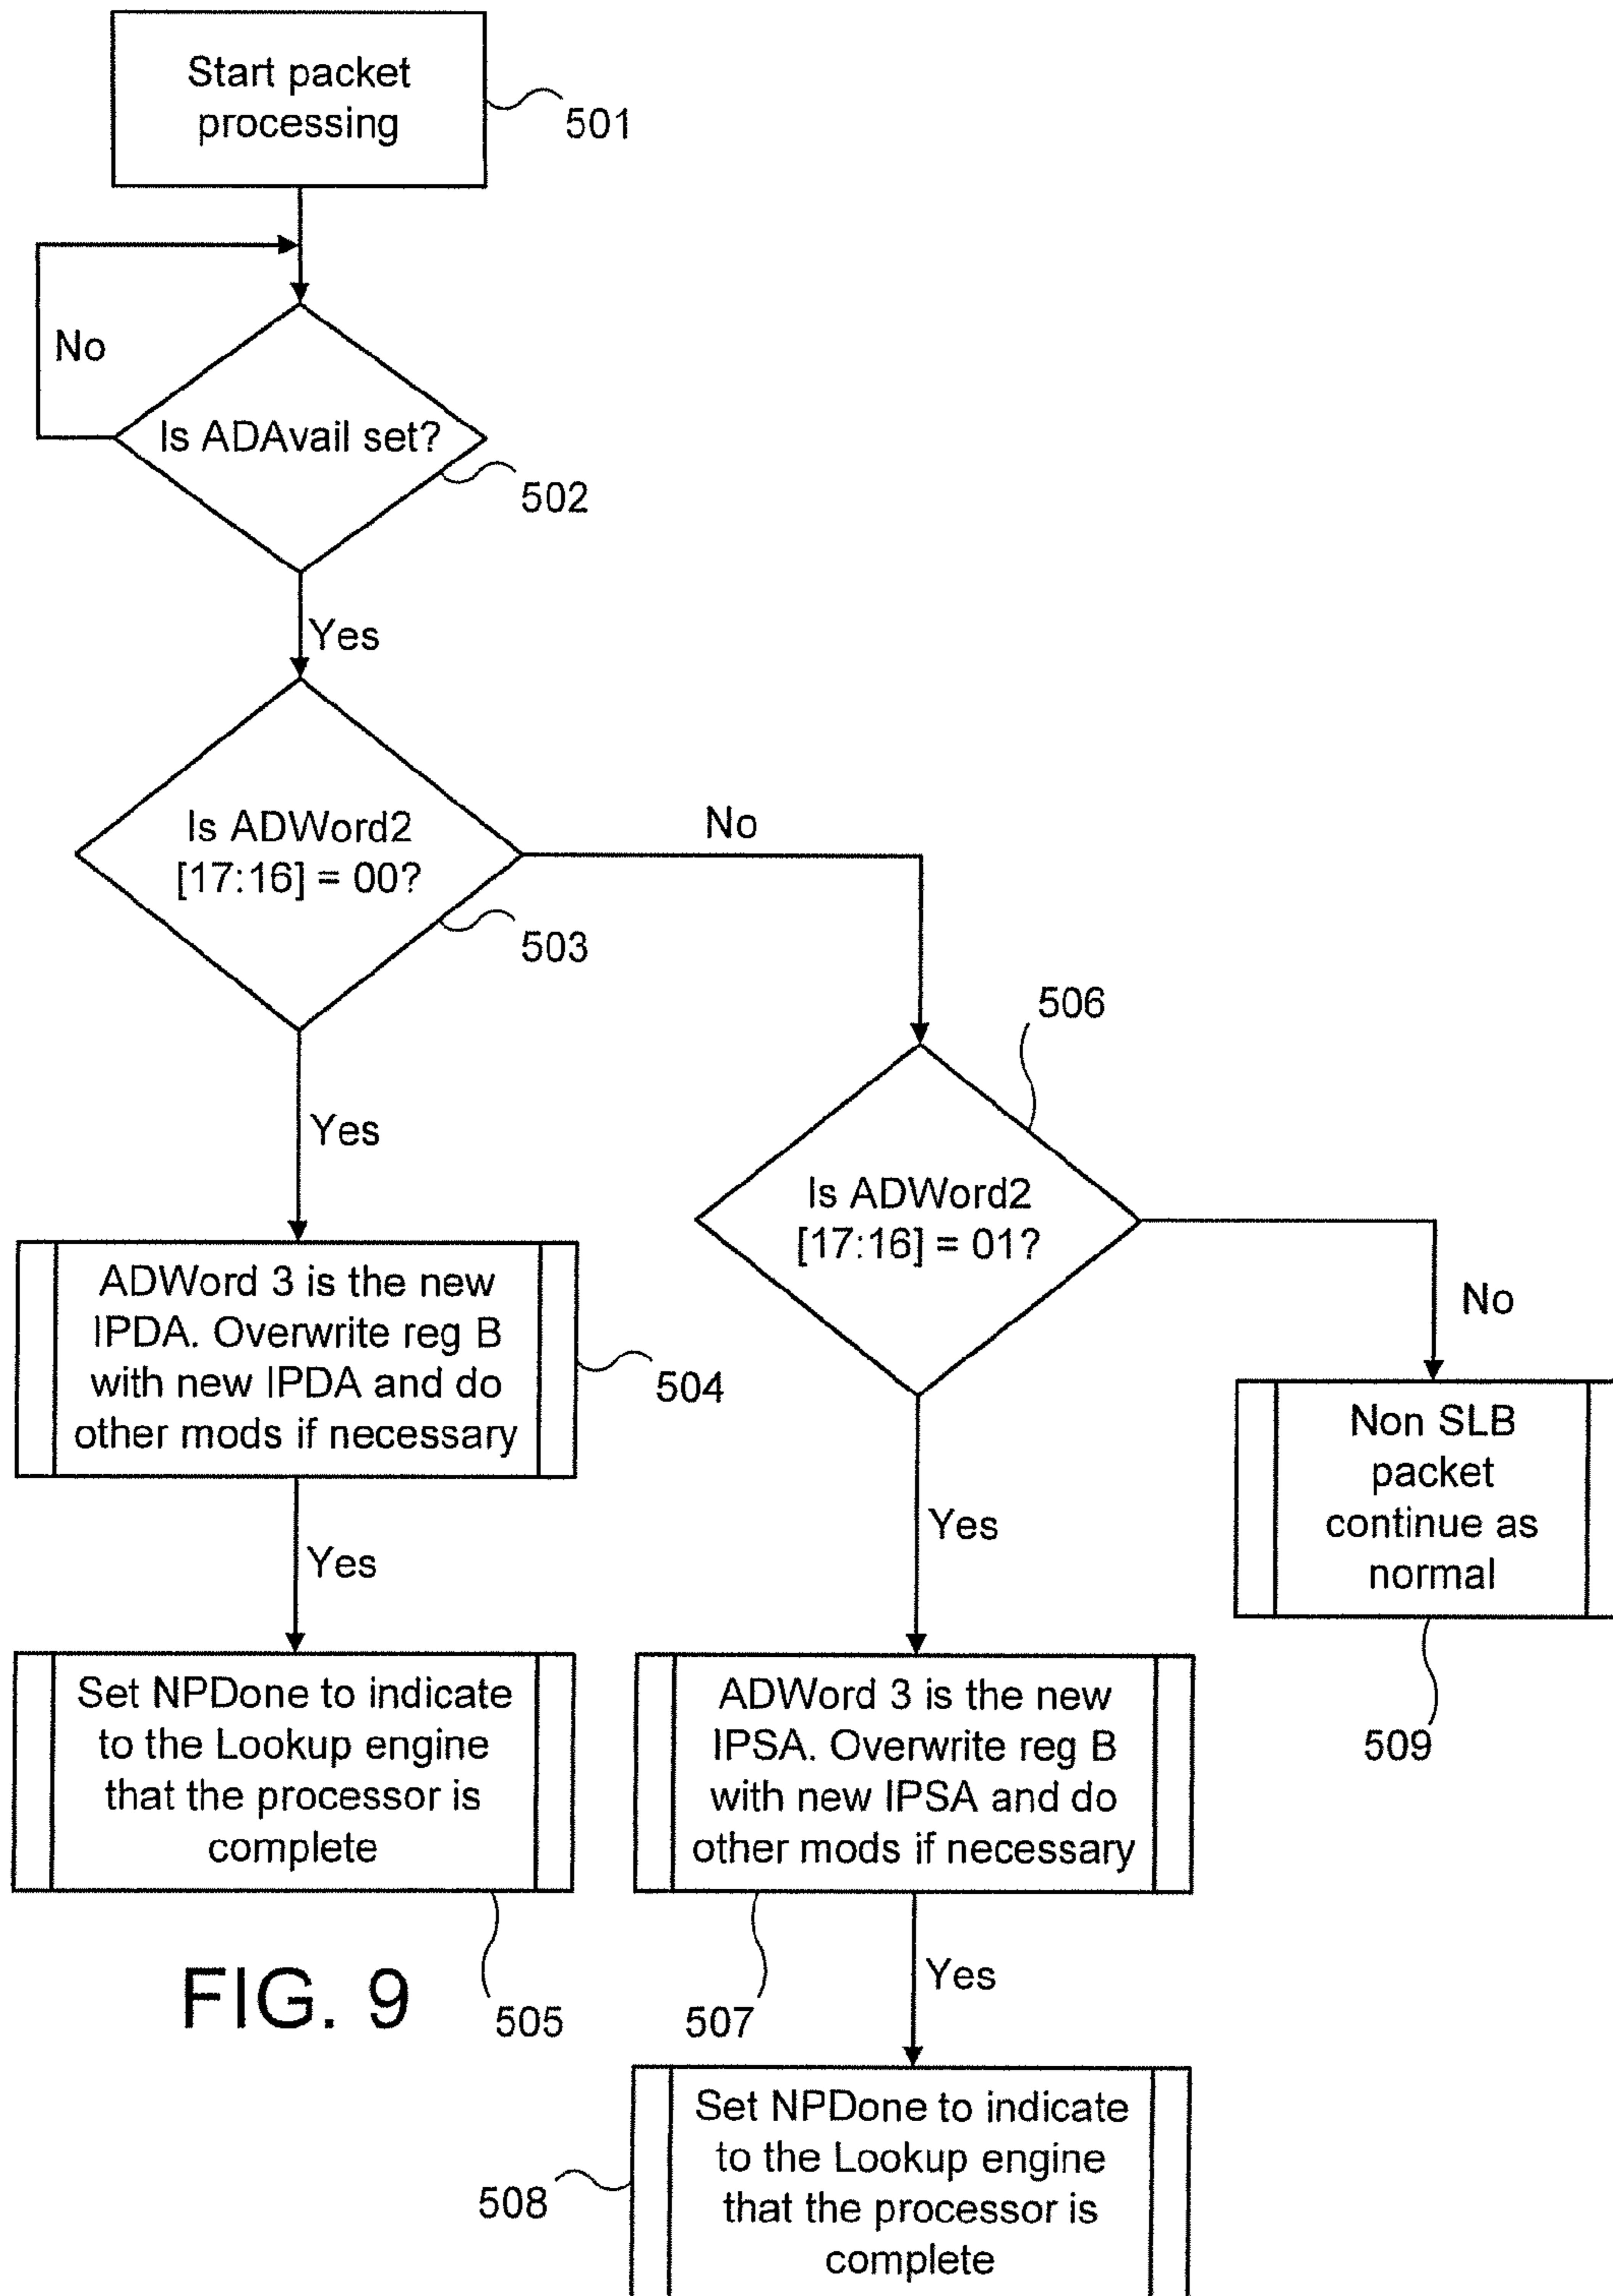 Start packet
processing
501
No
Is ADAvail set?
502
Yes
Is ADWord2
[17:16] = 00?
503
No
506
Yes
Is ADWord2
[17:16] = 01?
No
ADWord 3 is the new
IPDA. Overwrite reg B
with new IPDA and do
other mods if necessary
504
Non SLB
packet
continue as
normal
509
Yes
Yes
Set NPDone to indicate
to the Lookup engine
that the processor is
complete
505
ADWord 3 is the new
IPSA. Overwrite reg B
with new IPSA and do
other mods if necessary
507
Yes
FIG. 9
Set NPDone to indicate
to the Lookup engine
that the processor is
complete
508